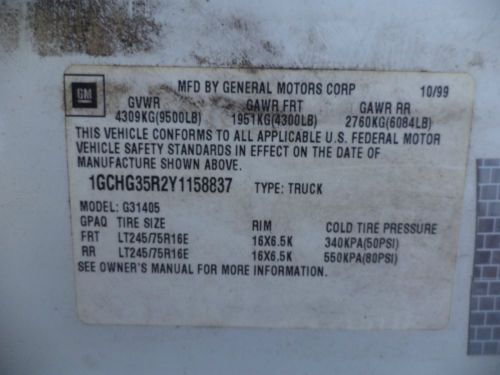 GM
MFD BY GENERAL MOTORS CORP 10/99
GVWR GAWR FRT GAWR RR
4309KG(9500LB) 1951KG(4300LB) 2760KG(6084LB)
THIS VEHICLE CONFORMS TO ALL APPLICABLE U.S. FEDERAL MOTOR
VEHICLE SAFETY STANDARDS IN EFFECT ON THE DATE OF
MANUFACTURE SHOWN ABOVE.
1GCHG35R2Y1158837 TYPE: TRUCK
MODEL: G31405
GPAQ TIRE SIZE RIM COLD TIRE PRESSURE
FRT LT245/75R16E 16X6.5K 340KPA(50PSI)
RR LT245/75R16E 16X6.5K 550KPA(80PSI)
SEE OWNER'S MANUAL FOR MORE INFORMATION.